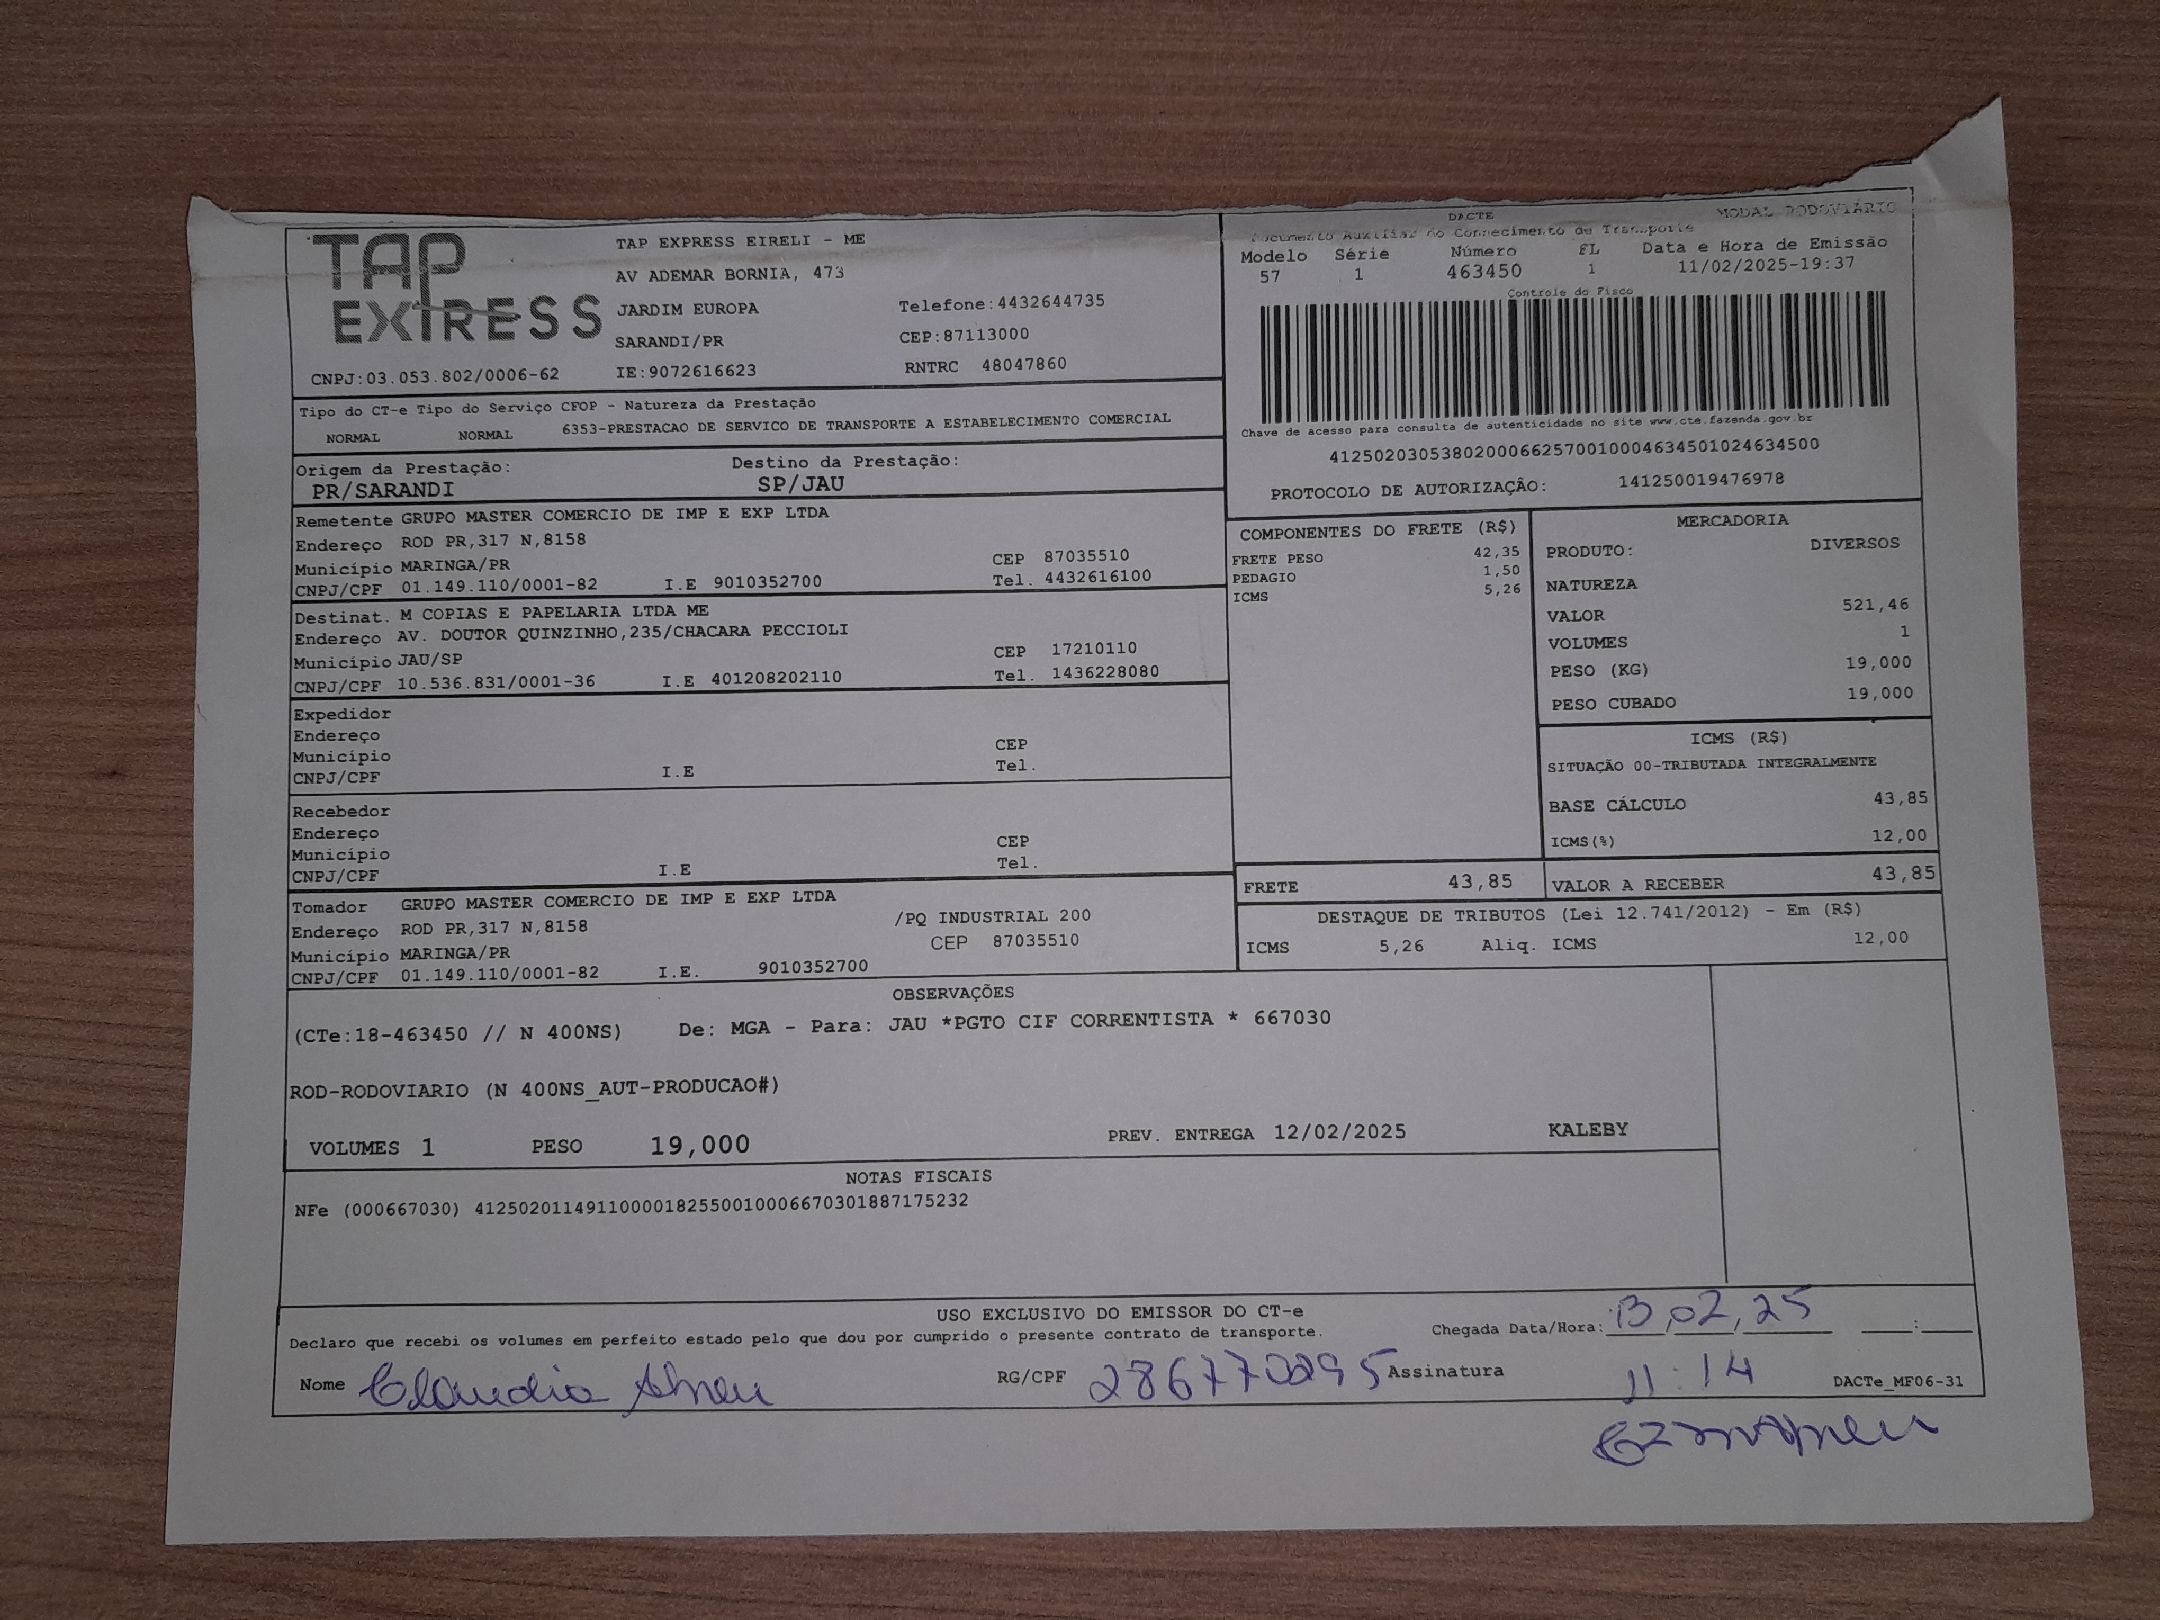 TAP
EXPRESS
TAP EXPRESS EIRELI - ME
AV ADEMAR BORNIA, 473
JARDIM EUROPA Telefone:4432644735
SARANDI/PR CEP:87113000
CNPJ:03.053.802/0006-62 IE:9072616623 RNTRC 48047860
DACTE MODAL RODOVIÁRIO
Documento Auxiliar do Conhecimento de Transporte
Modelo Série Número FL Data e Hora de Emissão
57 1 463450 1 11/02/2025-19:37
Controle do Fisco
Chave de acesso para consulta de autenticidade no site www.cte.fazenda.gov.br
41250203053802000662570010004634501024634500
PROTOCOLO DE AUTORIZAÇÃO: 141250019476978
Tipo do CT-e Tipo do Serviço CFOP - Natureza da Prestação
NORMAL NORMAL 6353-PRESTACAO DE SERVICO DE TRANSPORTE A ESTABELECIMENTO COMERCIAL
Origem da Prestação: Destino da Prestação:
PR/SARANDI SP/JAU
Remetente GRUPO MASTER COMERCIO DE IMP E EXP LTDA
Endereço ROD PR,317 N,8158
Município MARINGA/PR CEP 87035510
CNPJ/CPF 01.149.110/0001-82 I.E 9010352700 Tel. 4432616100
Destinat. M COPIAS E PAPELARIA LTDA ME
Endereço AV. DOUTOR QUINZINHO,235/CHACARA PECCIOLI
Município JAU/SP CEP 17210110
CNPJ/CPF 10.536.831/0001-36 I.E 401208202110 Tel. 1436228080
Expedidor
Endereço
Município CEP
CNPJ/CPF I.E Tel.
Recebedor
Endereço
Município CEP
CNPJ/CPF I.E Tel.
Tomador GRUPO MASTER COMERCIO DE IMP E EXP LTDA
Endereço ROD PR,317 N,8158 /PQ INDUSTRIAL 200
Município MARINGA/PR CEP 87035510
CNPJ/CPF 01.149.110/0001-82 I.E. 9010352700
COMPONENTES DO FRETE (R$)
FRETE PESO 42,35
PEDAGIO 1,50
ICMS 5,26
MERCADORIA
PRODUTO: DIVERSOS
NATUREZA
VALOR 521,46
VOLUMES 1
PESO (KG) 19,000
PESO CUBADO 19,000
ICMS (R$)
SITUAÇÃO 00-TRIBUTADA INTEGRALMENTE
BASE CÁLCULO 43,85
ICMS(%) 12,00
FRETE 43,85 VALOR A RECEBER 43,85
DESTAQUE DE TRIBUTOS (Lei 12.741/2012) - Em (R$)
ICMS 5,26 Aliq. ICMS 12,00
OBSERVAÇÕES
(CTe:18-463450 // N 400NS) De: MGA - Para: JAU *PGTO CIF CORRENTISTA * 667030
ROD-RODOVIARIO (N 400NS_AUT-PRODUCAO#)
VOLUMES 1 PESO 19,000 PREV. ENTREGA 12/02/2025 KALEBY
NOTAS FISCAIS
NFe (000667030) 41250201149110000182550010006670301887175232
USO EXCLUSIVO DO EMISSOR DO CT-e
Declaro que recebi os volumes em perfeito estado pelo que dou por cumprido o presente contrato de transporte. Chegada Data/Hora: 13,02,25 __:__
Nome Claudia Abreu RG/CPF 286770295 Assinatura 11:14 DACTe_MF06-31